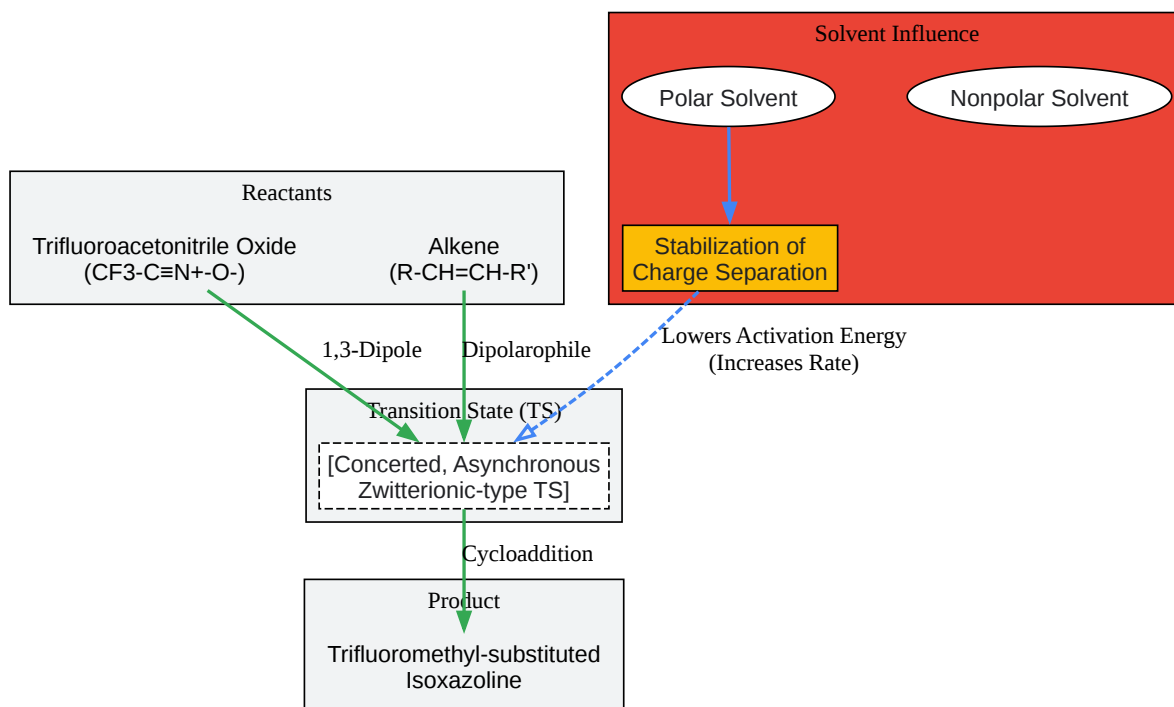 Solvent Influence
Polar Solvent
Nonpolar Solvent
Stabilization of
Charge Separation
Reactants
Trifluoroacetonitrile Oxide
(CF3-C≡N+-O-)
Alkene
(R-CH=CH-R')
1,3-Dipole
Dipolarophile
Lowers Activation Energy
(Increases Rate)
Transition State (TS)
[Concerted, Asynchronous
Zwitterionic-type TS]
Cycloaddition
Product
Trifluoromethyl-substituted
Isoxazoline